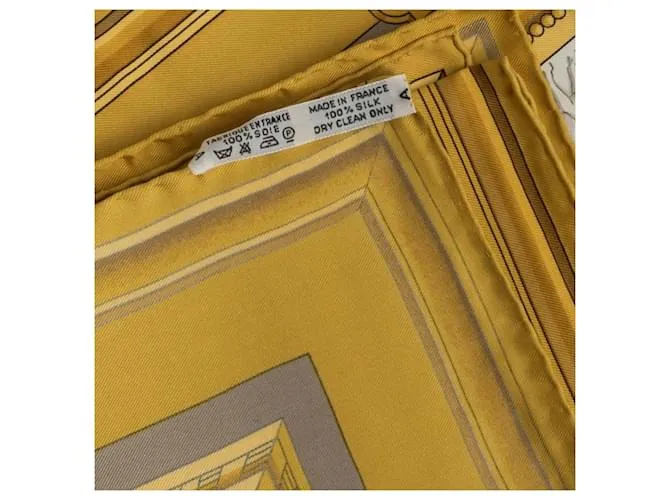 FABRIQUE EN FRANCE
100% SOIE
P
A
MADE IN FRANCE
100% SILK
DRY CLEAN ONLY
A